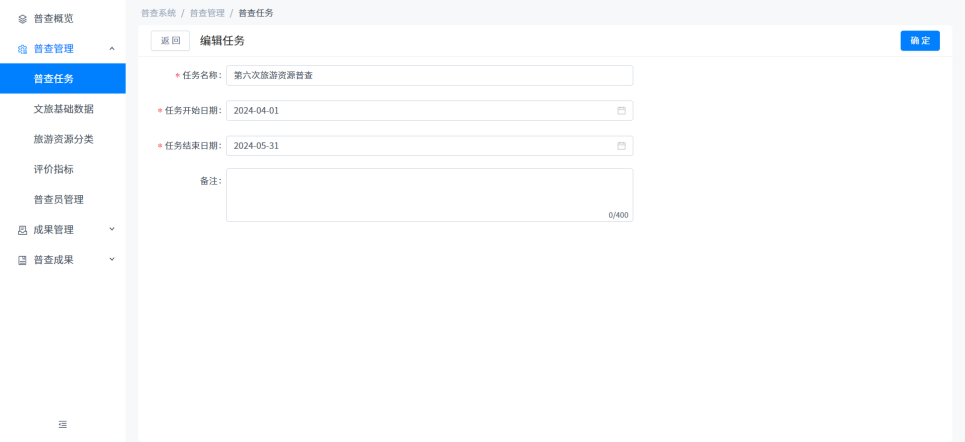 普查概览
普查管理
普查任务
文旅基础数据
旅游资源分类
评价指标
普查员管理
成果管理
普查成果
普查系统 / 普查管理 / 普查任务
返 回 编辑任务 确 定
* 任务名称: 第六次旅游资源普查
* 任务开始日期: 2024-04-01
* 任务结束日期: 2024-05-31
备注:
0/400